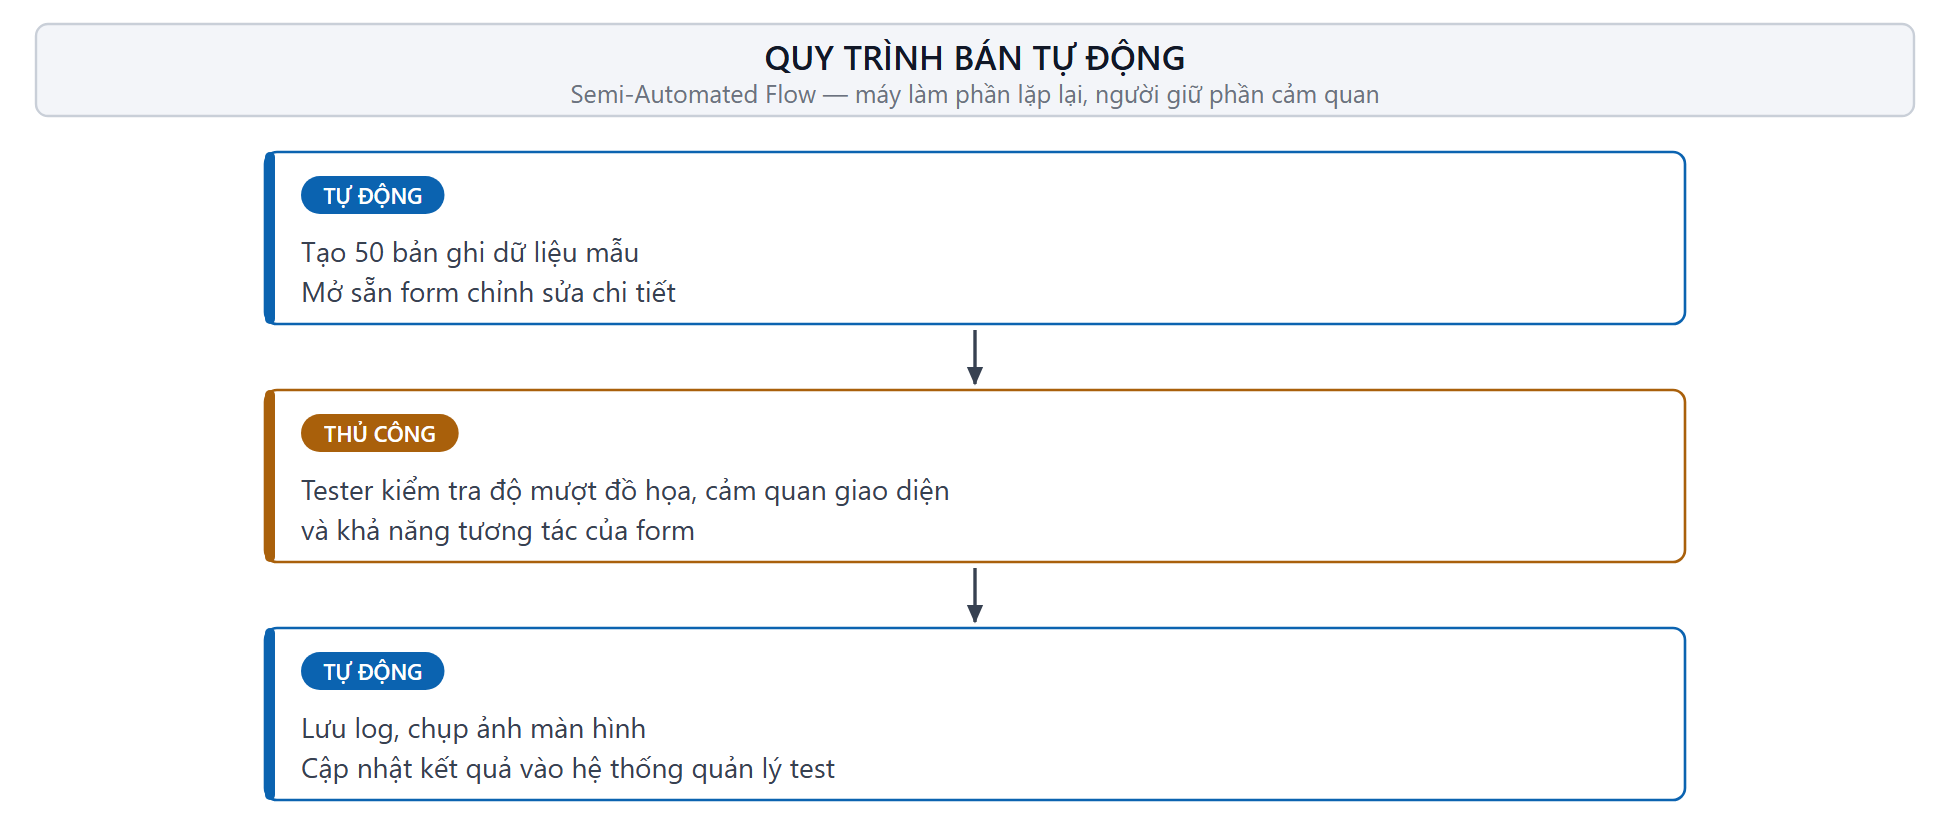 QUY TRÌNH BÁN TỰ ĐỘNG
Semi-Automated Flow — máy làm phần lặp lại, người giữ phần cảm quan
TỰ ĐỘNG
Tạo 50 bản ghi dữ liệu mẫu
Mở sẵn form chỉnh sửa chi tiết
THỦ CÔNG
Tester kiểm tra độ mượt đồ họa, cảm quan giao diện
và khả năng tương tác của form
TỰ ĐỘNG
Lưu log, chụp ảnh màn hình
Cập nhật kết quả vào hệ thống quản lý test